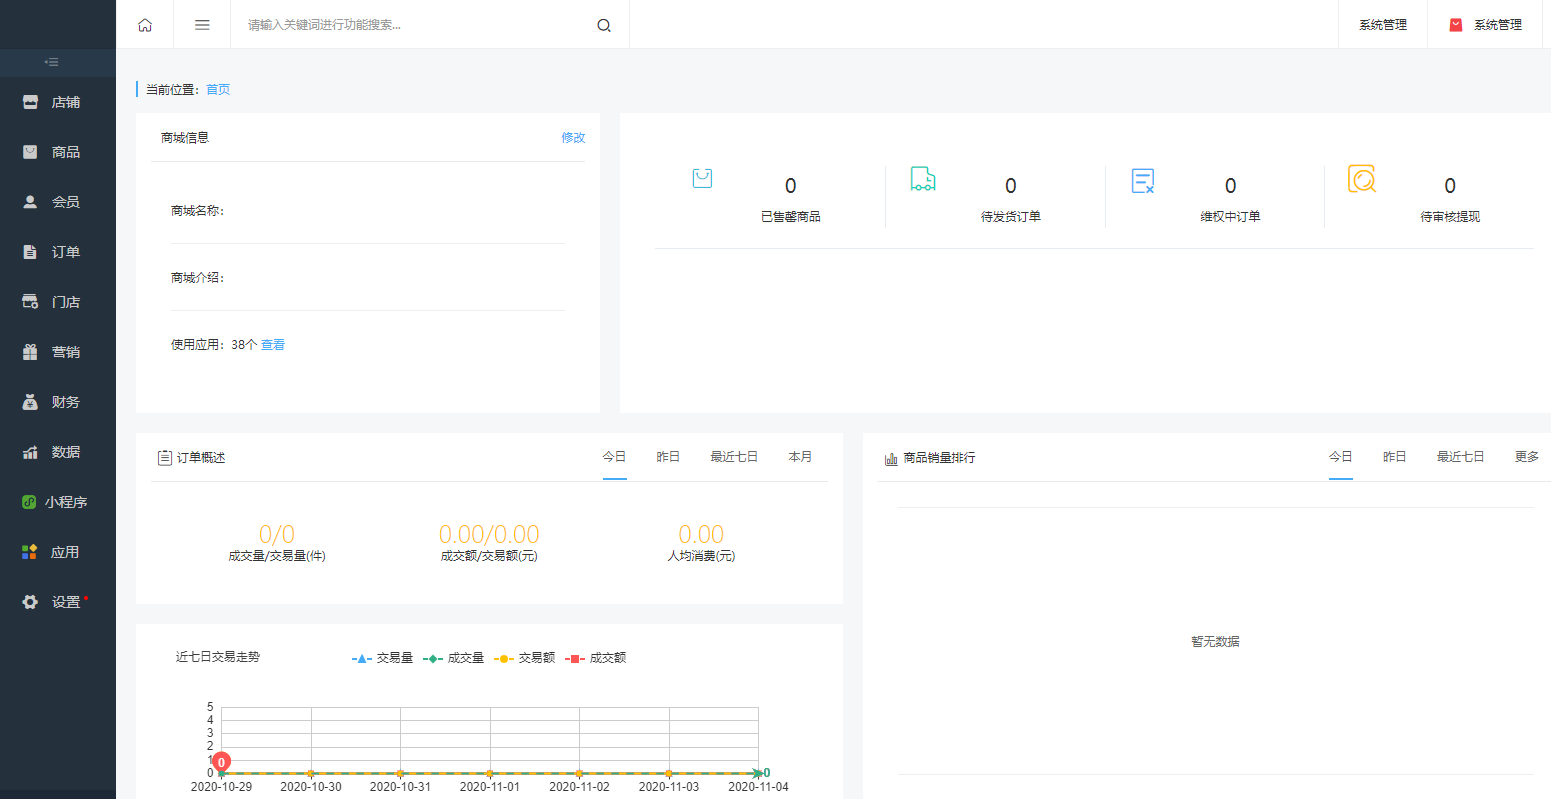 请输入关键词进行功能搜索...
系统管理
系统管理
店铺
商品
会员
订单
门店
营销
财务
数据
小程序
应用
设置
当前位置：首页
商城信息
修改
商城名称：
商城介绍：
使用应用：38个 查看
0
已售罄商品
0
待发货订单
0
维权中订单
0
待审核提现
订单概述
今日 昨日 最近七日 本月
0/0
成交量/交易量(件)
0.00/0.00
成交额/交易额(元)
0.00
人均消费(元)
商品销量排行
今日 昨日 最近七日 更多
暂无数据
近七日交易走势
交易量 成交量 交易额 成交额
5
4
3
2
1
0
0
0
2020-10-29 2020-10-30 2020-10-31 2020-11-01 2020-11-02 2020-11-03 2020-11-04